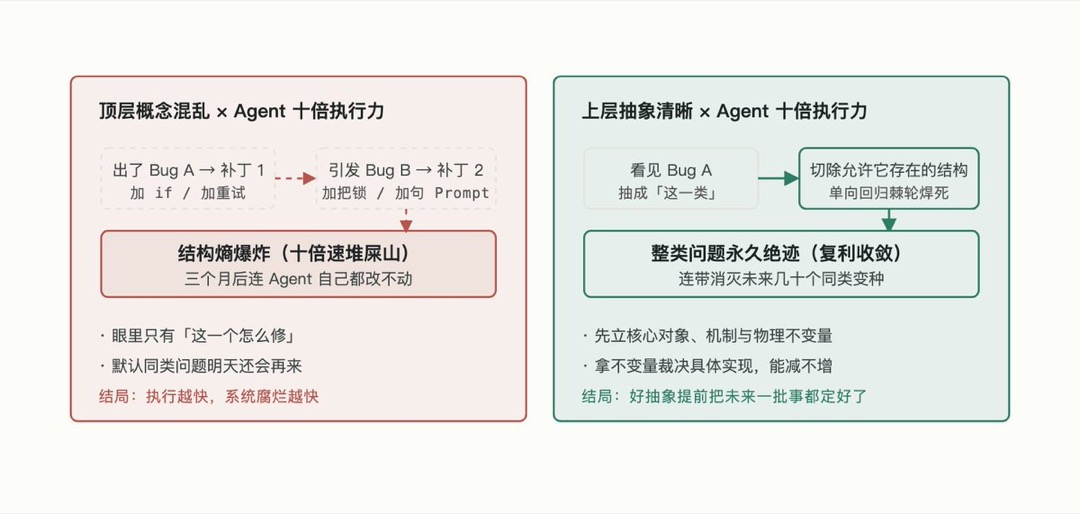 顶层概念混乱 × Agent 十倍执行力
出了 Bug A → 补丁 1
加 if / 加重试
引发 Bug B → 补丁 2
加把锁 / 加句 Prompt
结构熵爆炸（十倍速堆屎山）
三个月后连 Agent 自己都改不动
· 眼里只有「这一个怎么修」
· 默认同类问题明天还会再来
结局：执行越快，系统腐烂越快
上层抽象清晰 × Agent 十倍执行力
看见 Bug A
抽成「这一类」
切除允许它存在的结构
单向回归棘轮焊死
整类问题永久绝迹（复利收敛）
连带消灭未来几十个同类变种
· 先立核心对象、机制与物理不变量
· 拿不变量裁决具体实现，能减不增
结局：好抽象提前把未来一批事都定好了